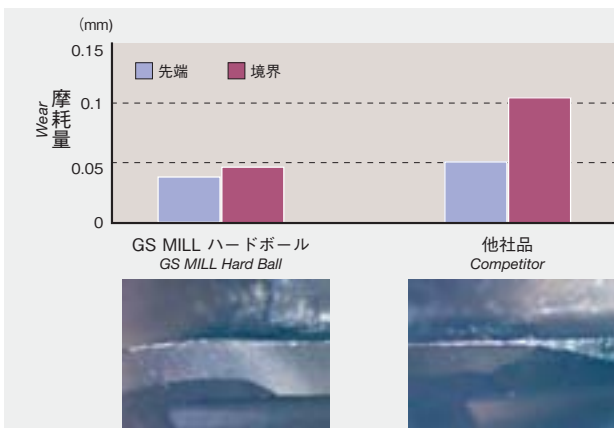 (mm)
0.15
0.1
0.05
0
摩耗量
Wear
先端
境界
GS MILL ハードボール
GS MILL Hard Ball
他社品
Competitor